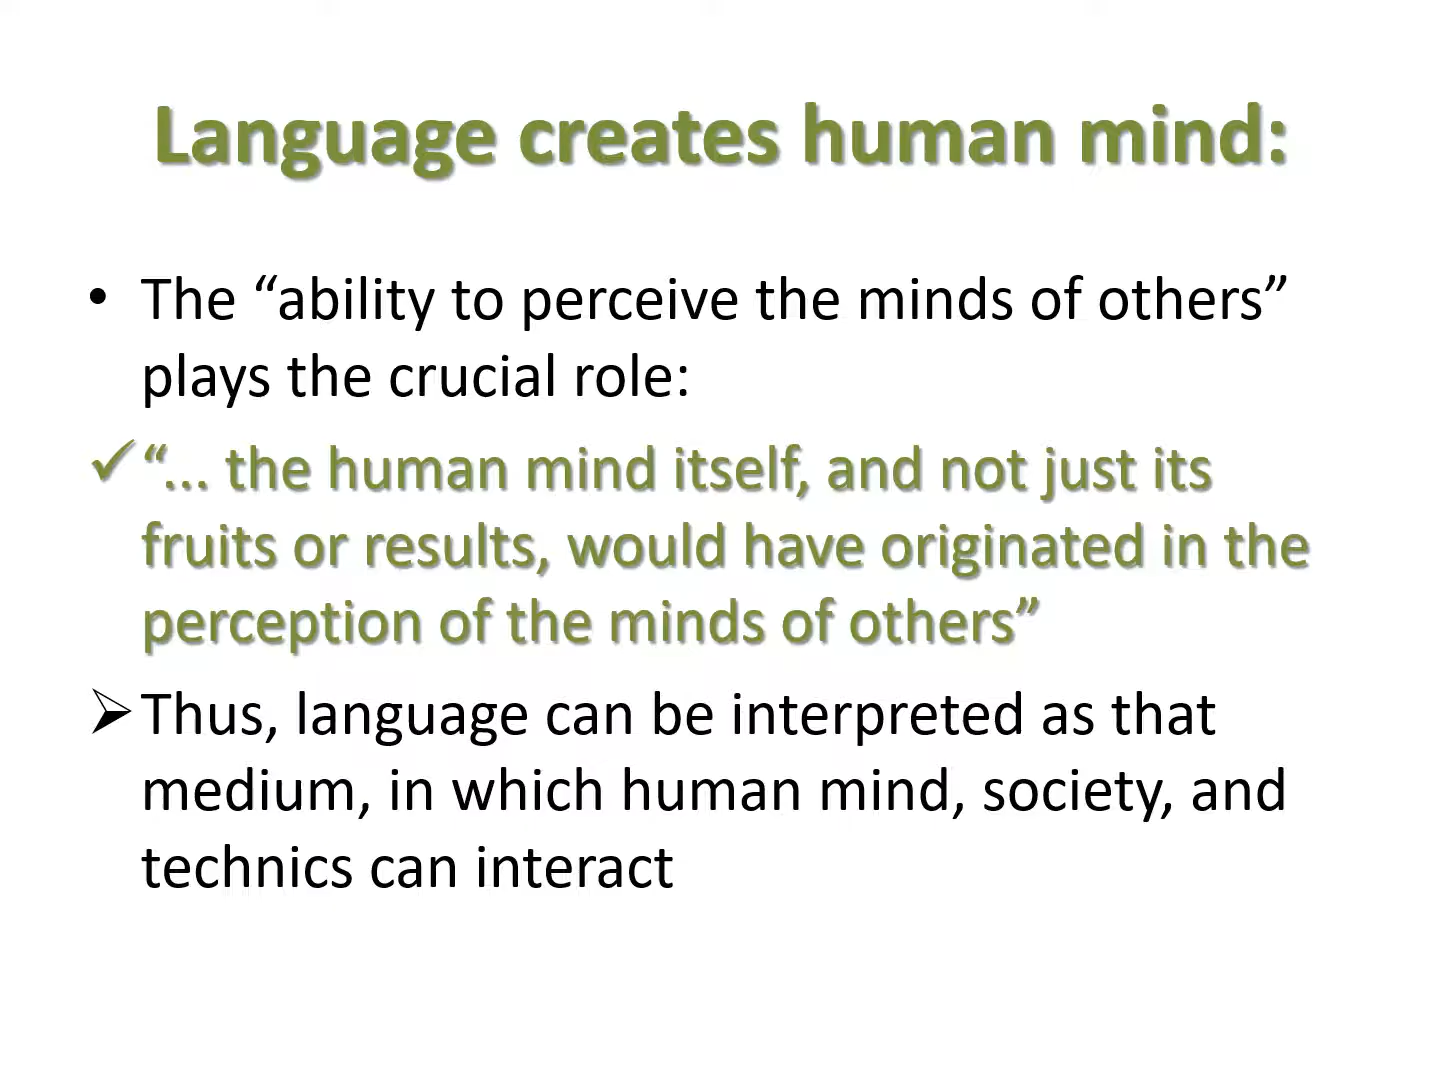 Language creates human mind:
• The “ability to perceive the minds of others”
plays the crucial role:
✓ “... the human mind itself, and not just its
fruits or results, would have originated in the
perception of the minds of others”
➢ Thus, language can be interpreted as that
medium, in which human mind, society, and
technics can interact